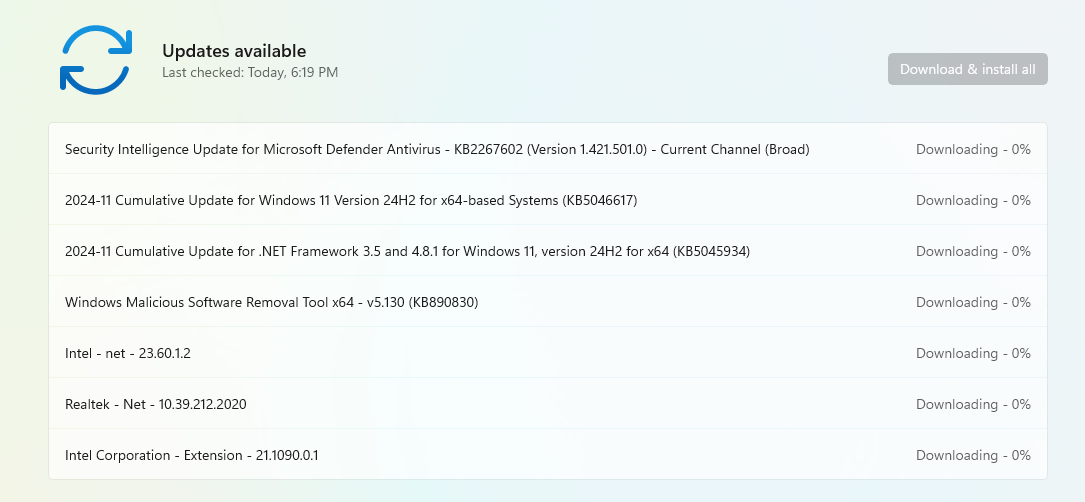 Updates available
Last checked: Today, 6:19 PM
Download & install all
Security Intelligence Update for Microsoft Defender Antivirus - KB2267602 (Version 1.421.501.0) - Current Channel (Broad) Downloading - 0%
2024-11 Cumulative Update for Windows 11 Version 24H2 for x64-based Systems (KB5046617) Downloading - 0%
2024-11 Cumulative Update for .NET Framework 3.5 and 4.8.1 for Windows 11, version 24H2 for x64 (KB5045934) Downloading - 0%
Windows Malicious Software Removal Tool x64 - v5.130 (KB890830) Downloading - 0%
Intel - net - 23.60.1.2 Downloading - 0%
Realtek - Net - 10.39.212.2020 Downloading - 0%
Intel Corporation - Extension - 21.1090.0.1 Downloading - 0%